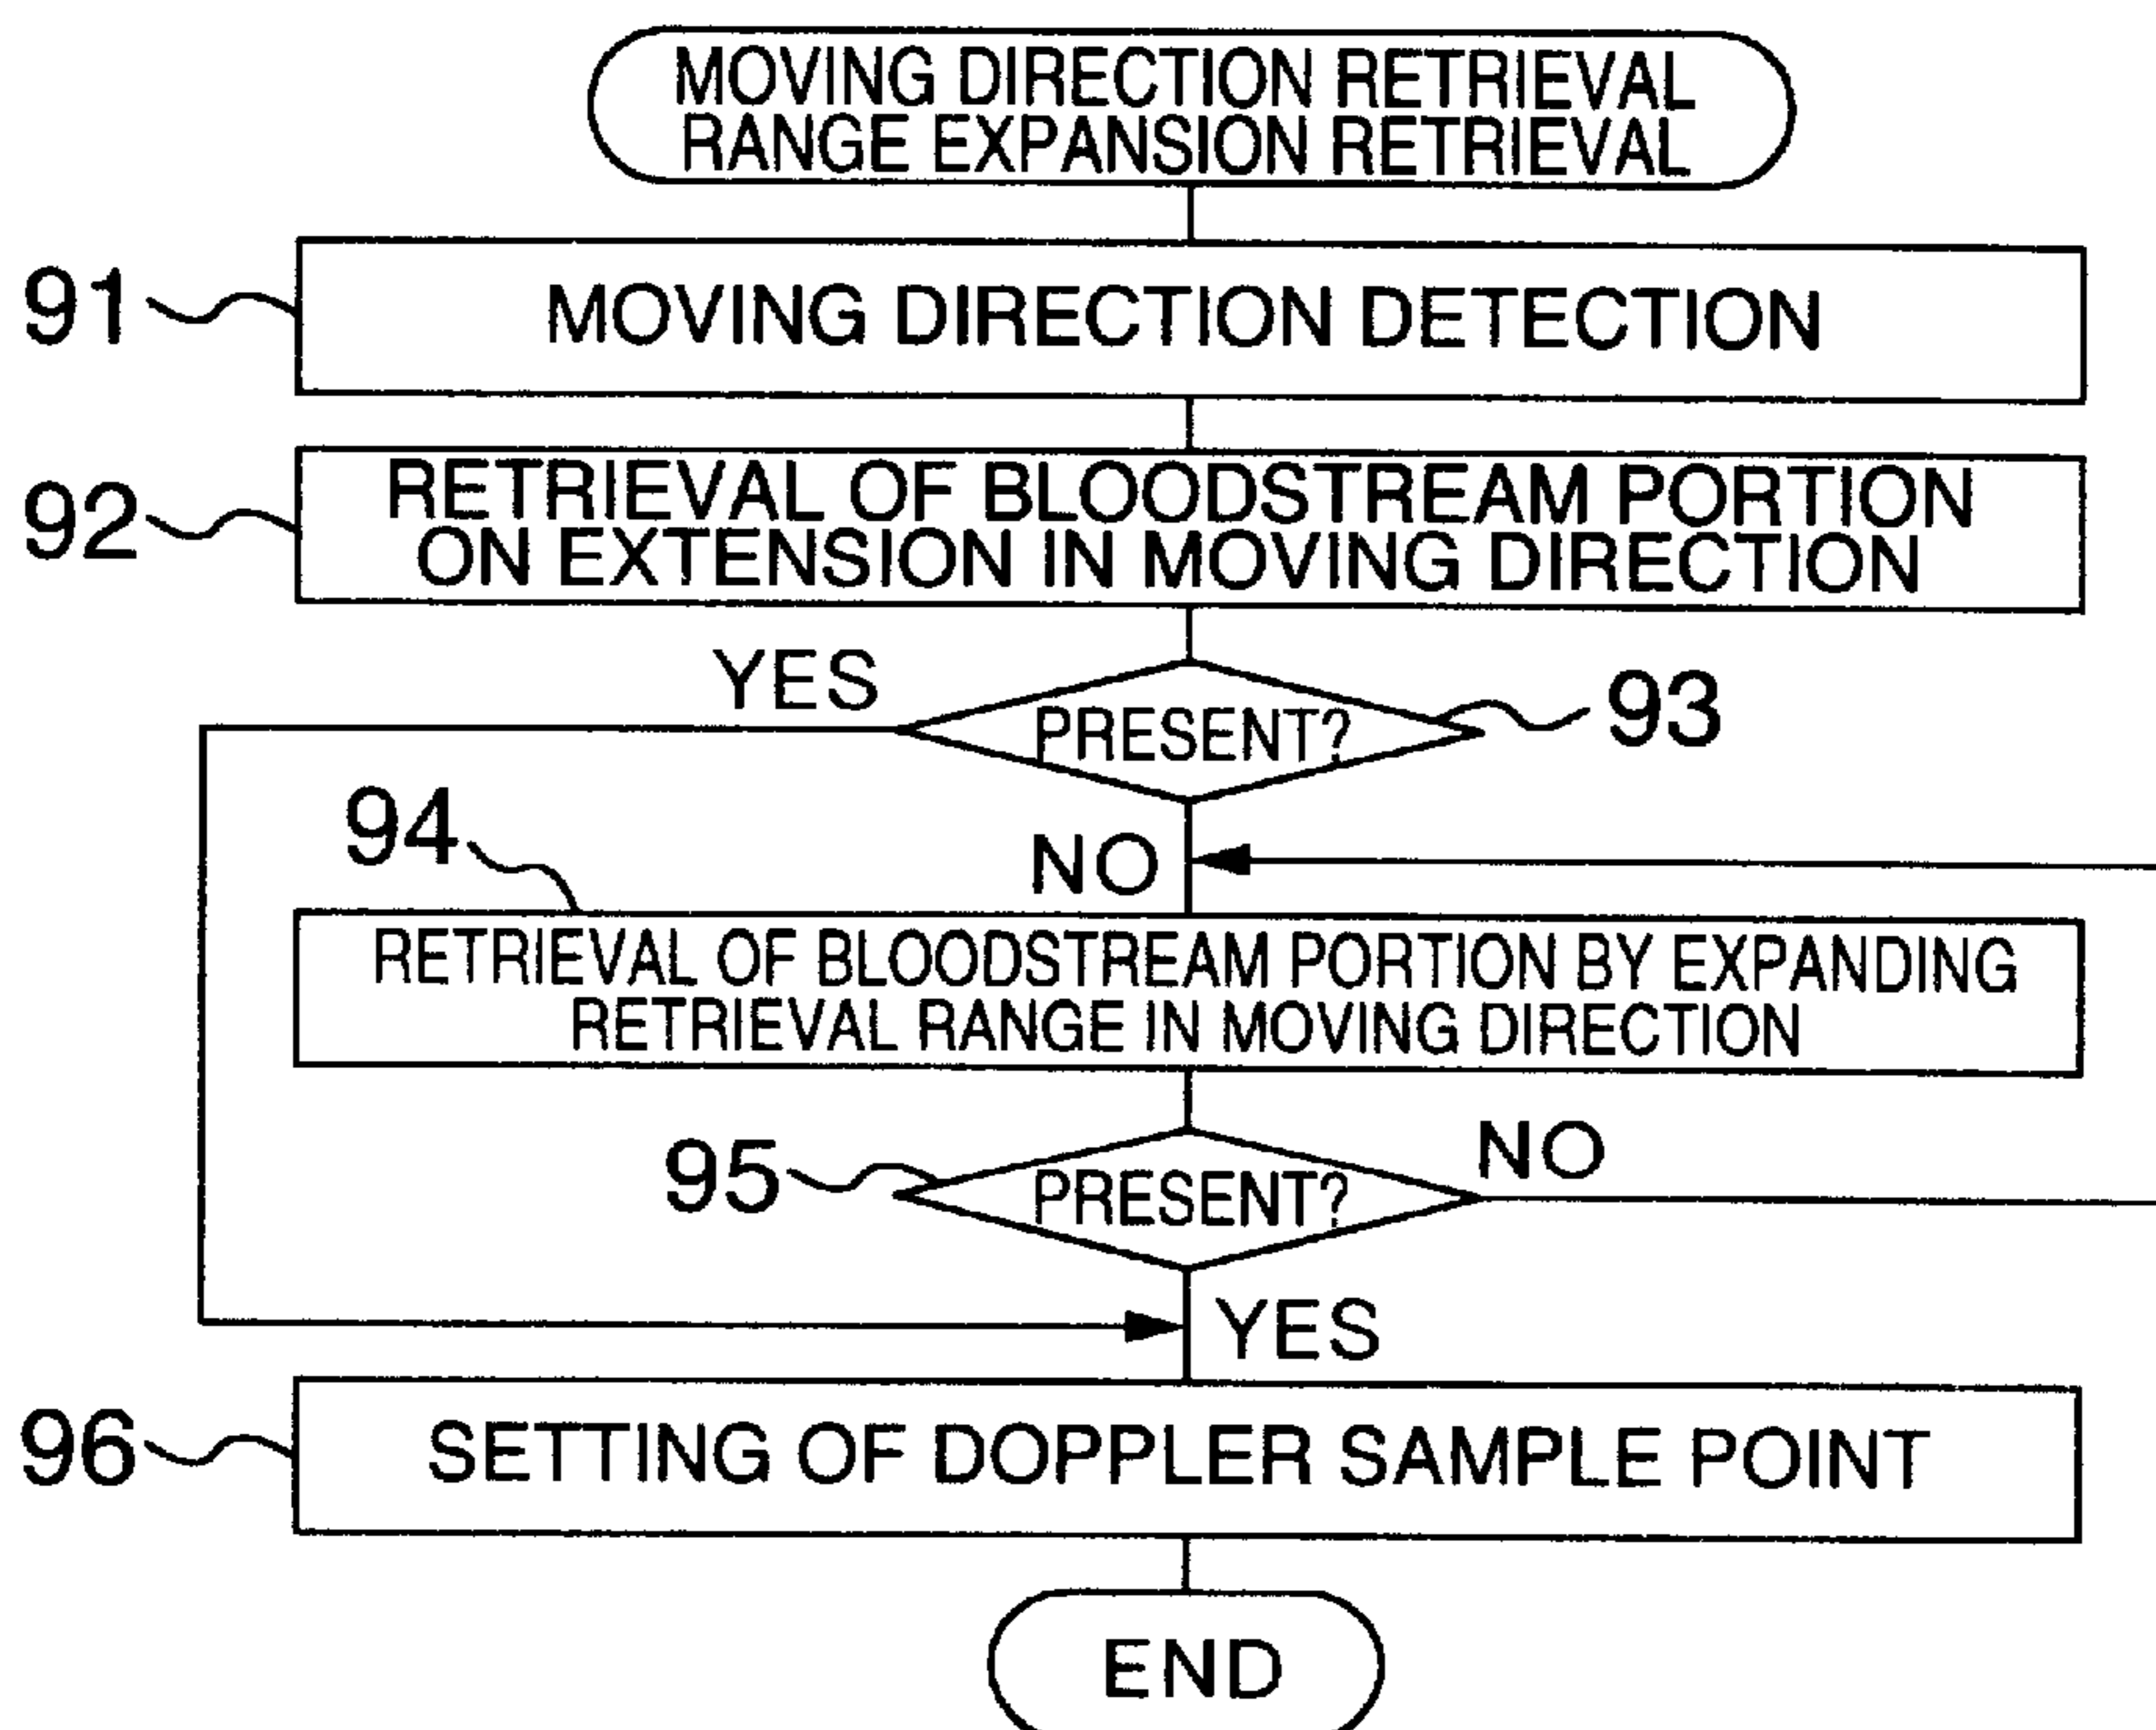 MOVING DIRECTION RETRIEVAL
RANGE EXPANSION RETRIEVAL
91
MOVING DIRECTION DETECTION
92
RETRIEVAL OF BLOODSTREAM PORTION
ON EXTENSION IN MOVING DIRECTION
YES
PRESENT?
93
94
NO
RETRIEVAL OF BLOODSTREAM PORTION BY EXPANDING
RETRIEVAL RANGE IN MOVING DIRECTION
95
PRESENT?
NO
YES
96
SETTING OF DOPPLER SAMPLE POINT
END